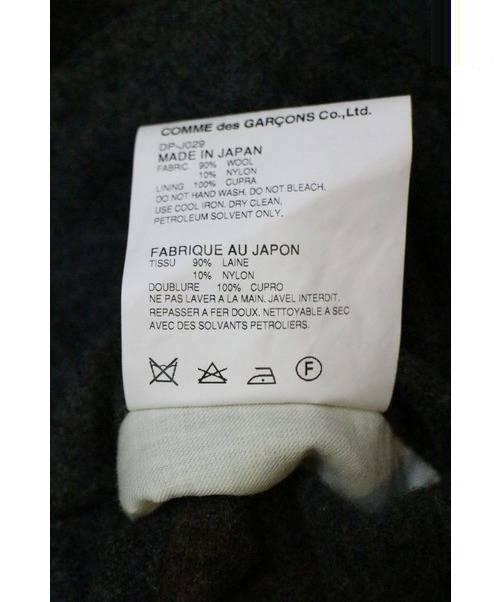 COMME des GARÇONS Co.,Ltd.
DP-J029
MADE IN JAPAN
FABRIC 90% WOOL
10% NYLON
LINING 100% CUPRA
DO NOT HAND WASH. DO NOT BLEACH.
USE COOL IRON. DRY CLEAN,
PETROLEUM SOLVENT ONLY.
FABRIQUE AU JAPON
TISSU 90% LAINE
10% NYLON
DOUBLURE 100% CUPRO
NE PAS LAVER A LA MAIN. JAVEL INTERDIT.
REPASSER A FER DOUX. NETTOYABLE A SEC
AVEC DES SOLVANTS PETROLIERS.
F